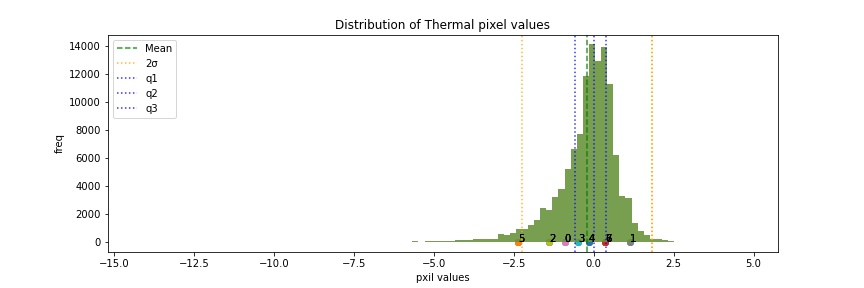 Distribution of Thermal pixel values
14000
12000
10000
8000
6000
4000
2000
0
freq
Mean
2σ
q1
q2
q3
5 2 0 3 4 1
−15.0 −12.5 −10.0 −7.5 −5.0 −2.5 0.0 2.5 5.0
pxil values